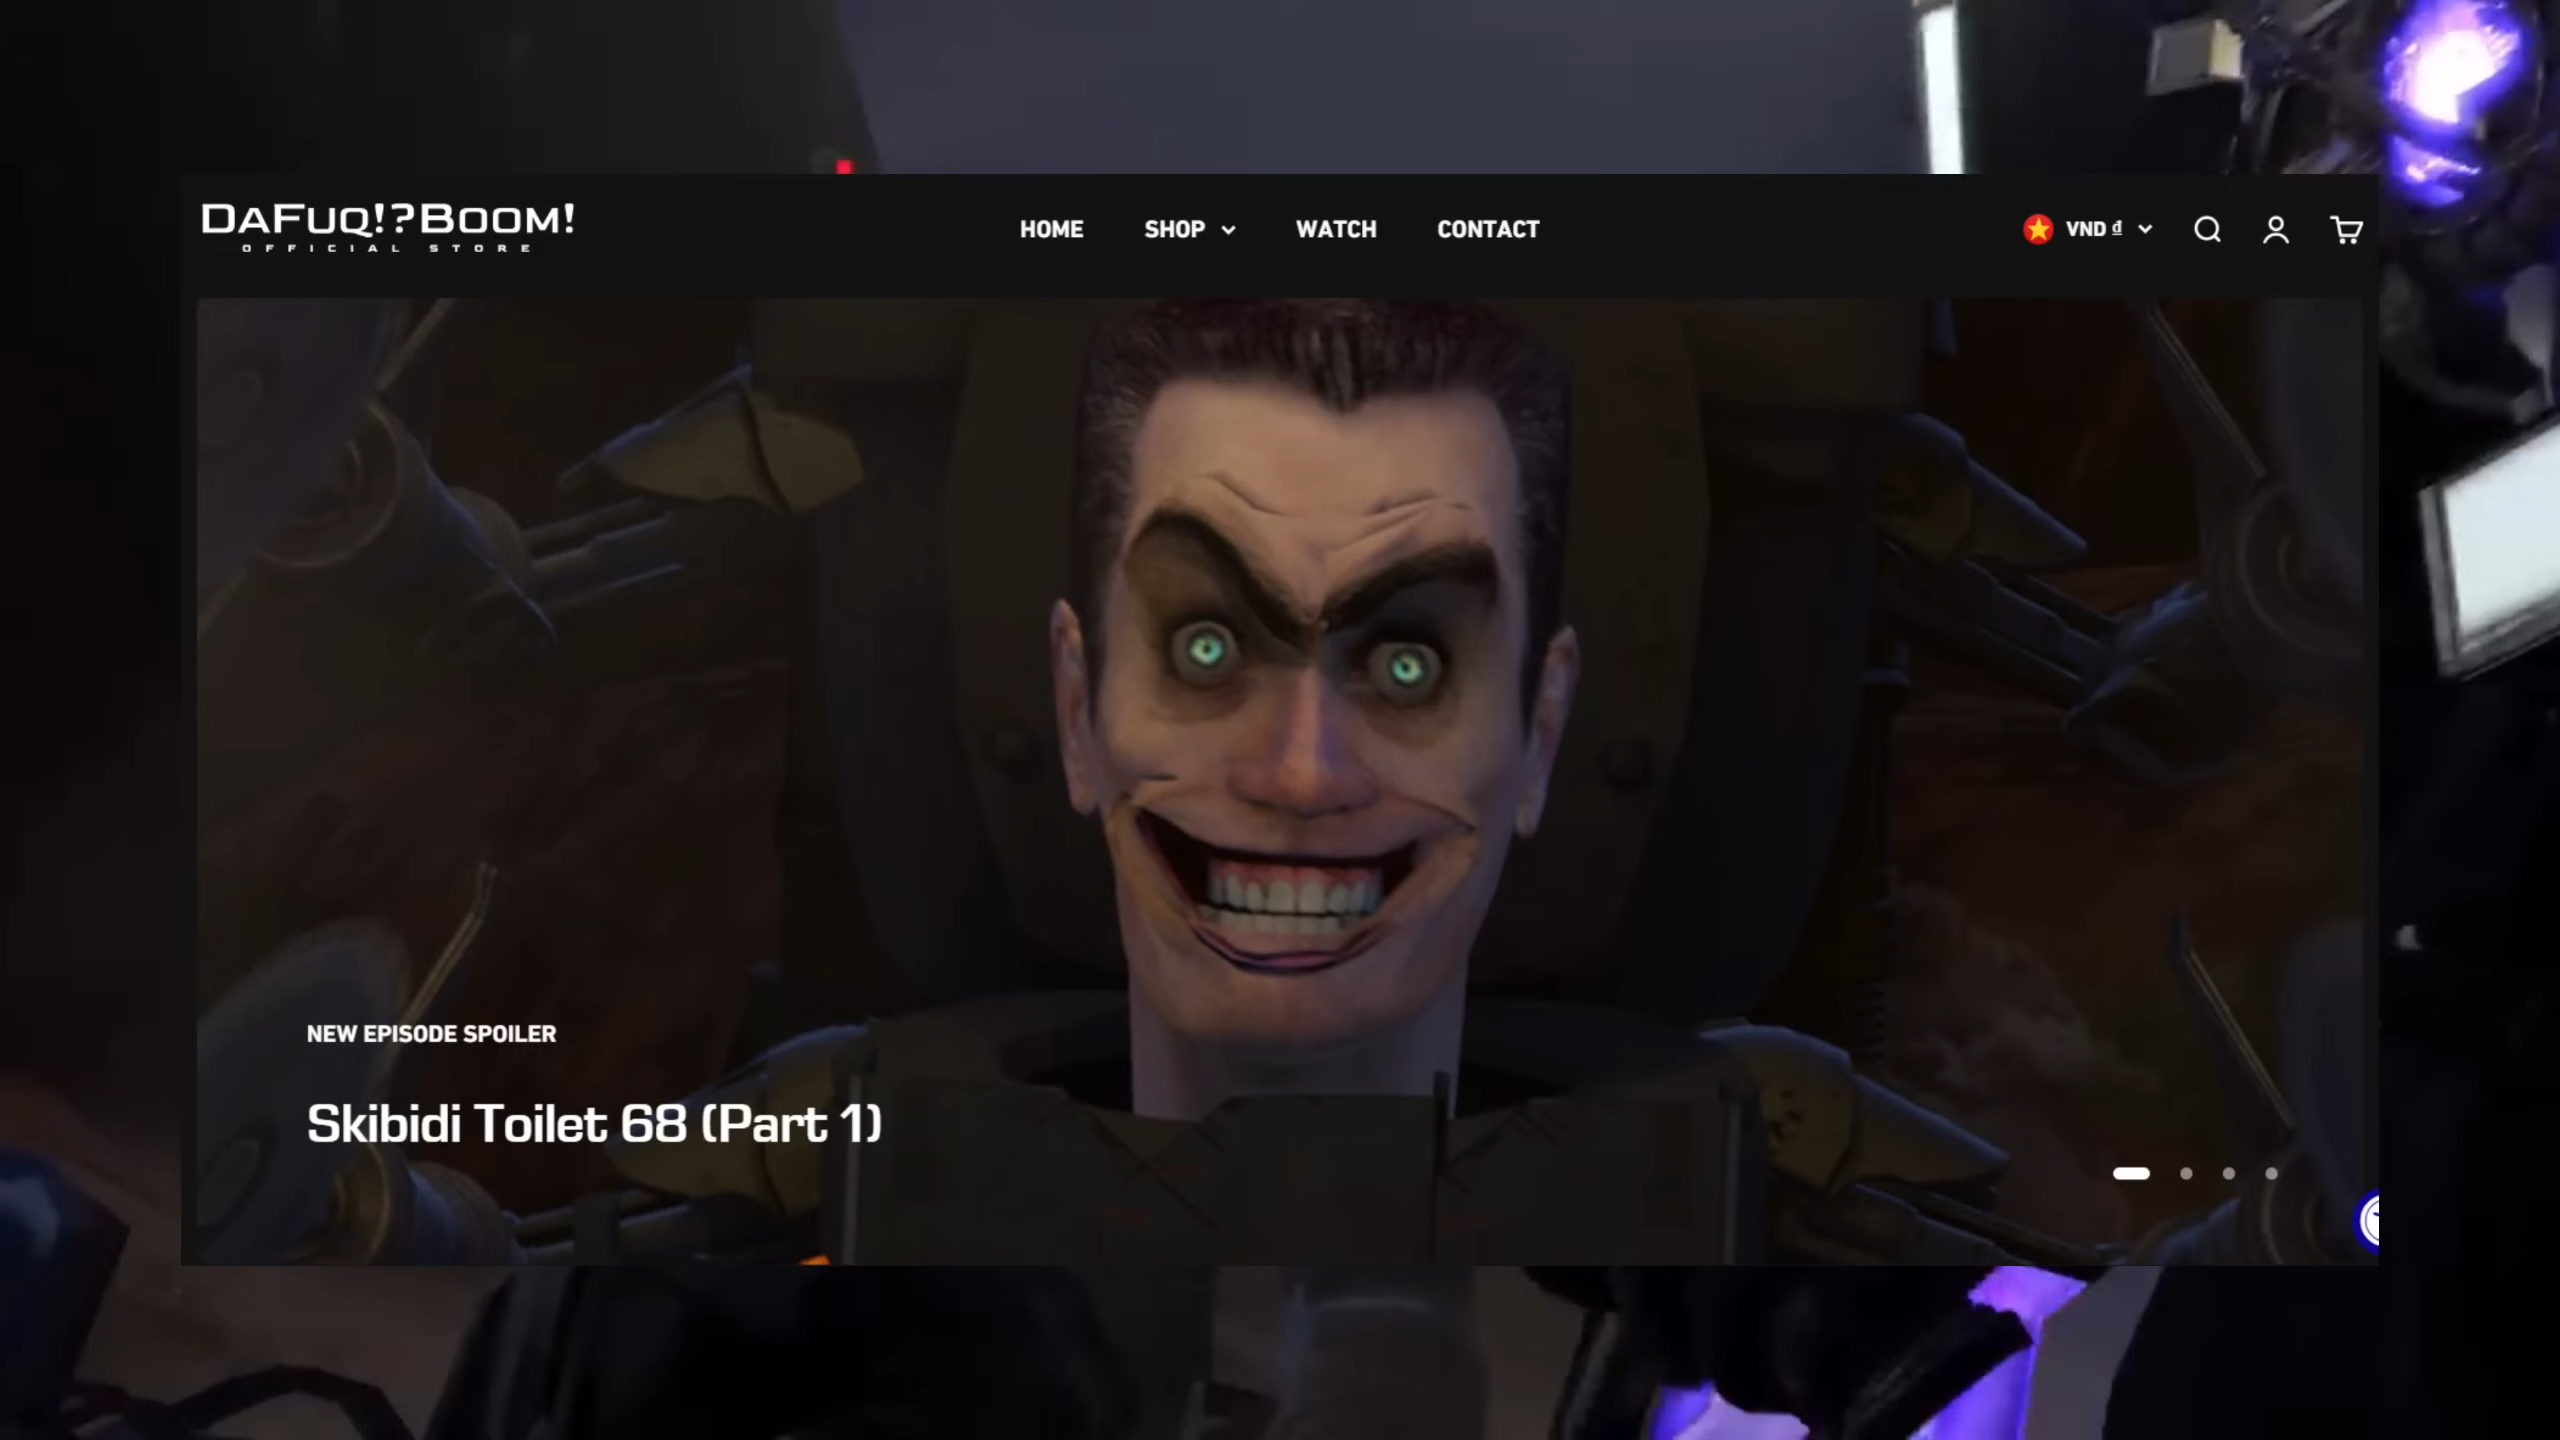 DaFuq!?Boom!
OFFICIAL STORE
HOME
SHOP
WATCH
CONTACT
VND ₫
NEW EPISODE SPOILER
Skibidi Toilet 68 (Part 1)